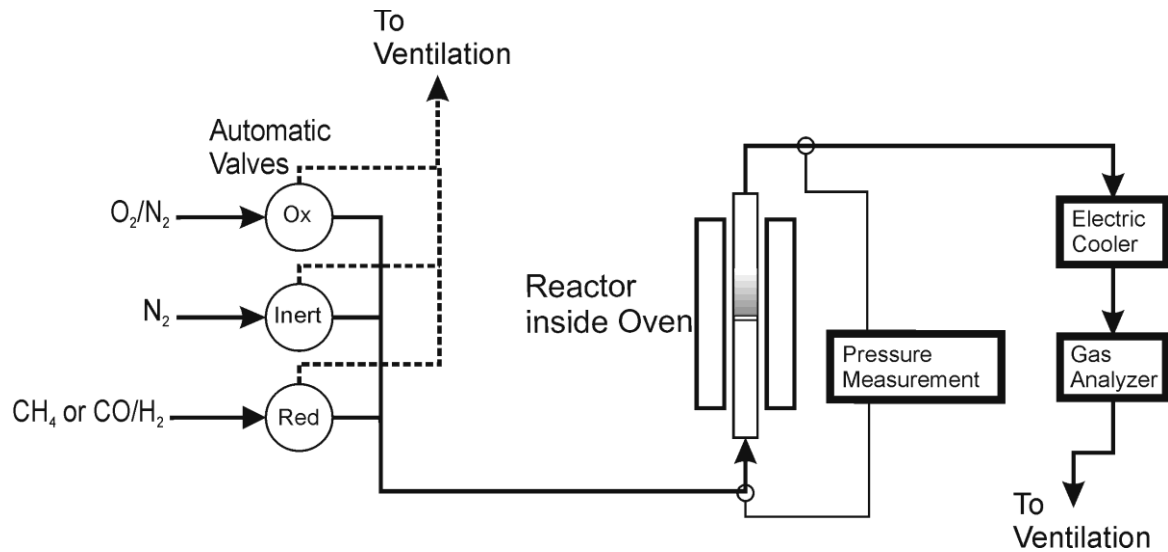 To
Ventilation
Automatic
Valves
O₂/N₂
Ox
N₂
Inert
CH₄ or CO/H₂
Red
Reactor
inside Oven
Pressure
Measurement
Electric
Cooler
Gas
Analyzer
To
Ventilation